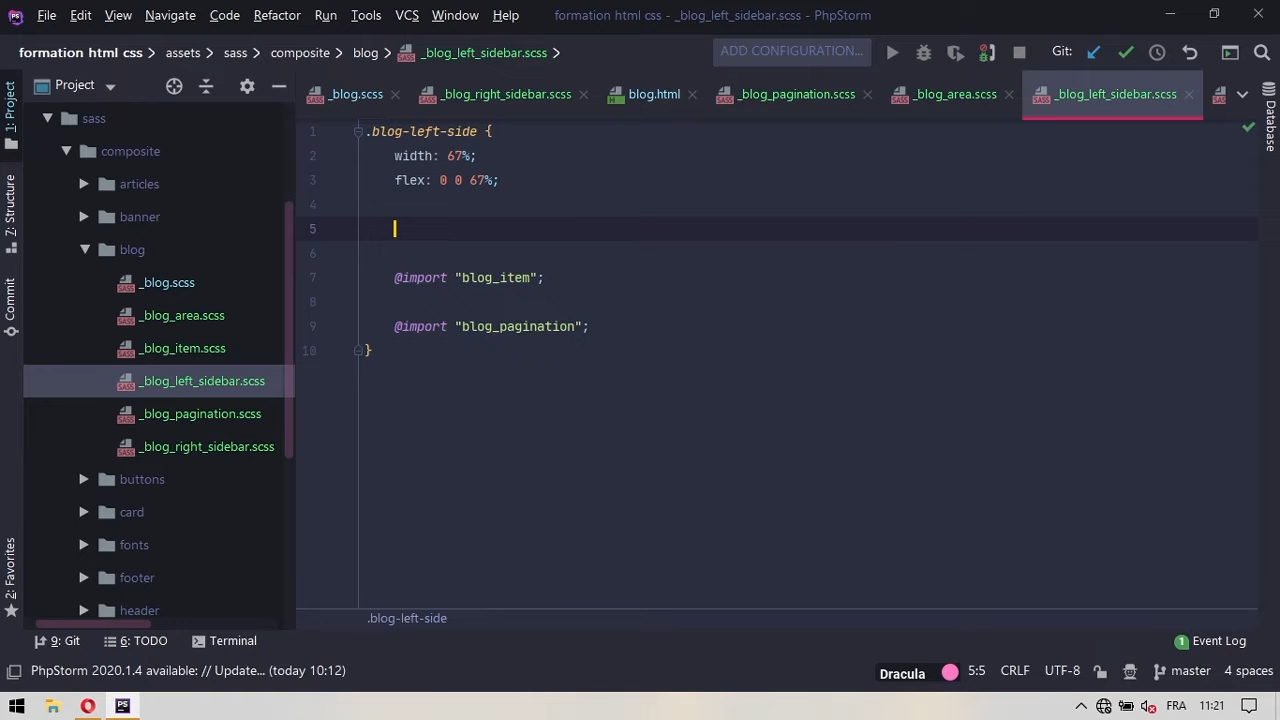 File Edit View Navigate Code Refactor Run Tools VCS Window Help formation html css - _blog_left_sidebar.scss - PhpStorm
formation html css assets sass composite blog _blog_left_sidebar.scss ADD CONFIGURATION... Git:
1: Project
7: Structure
Commit
2: Favorites
Project
sass
composite
articles
banner
blog
_blog.scss
_blog_area.scss
_blog_item.scss
_blog_left_sidebar.scss
_blog_pagination.scss
_blog_right_sidebar.scss
buttons
card
fonts
footer
header
_blog.scss _blog_right_sidebar.scss blog.html _blog_pagination.scss _blog_area.scss _blog_left_sidebar.scss
1 .blog-left-side {
2 width: 67%;
3 flex: 0 0 67%;
4
5
6
7 @import "blog_item";
8
9 @import "blog_pagination";
10 }
.blog-left-side
Database
9: Git 6: TODO Terminal 1 Event Log
PhpStorm 2020.1.4 available: // Update... (today 10:12) Dracula 5:5 CRLF UTF-8 master 4 spaces
FRA 11:21